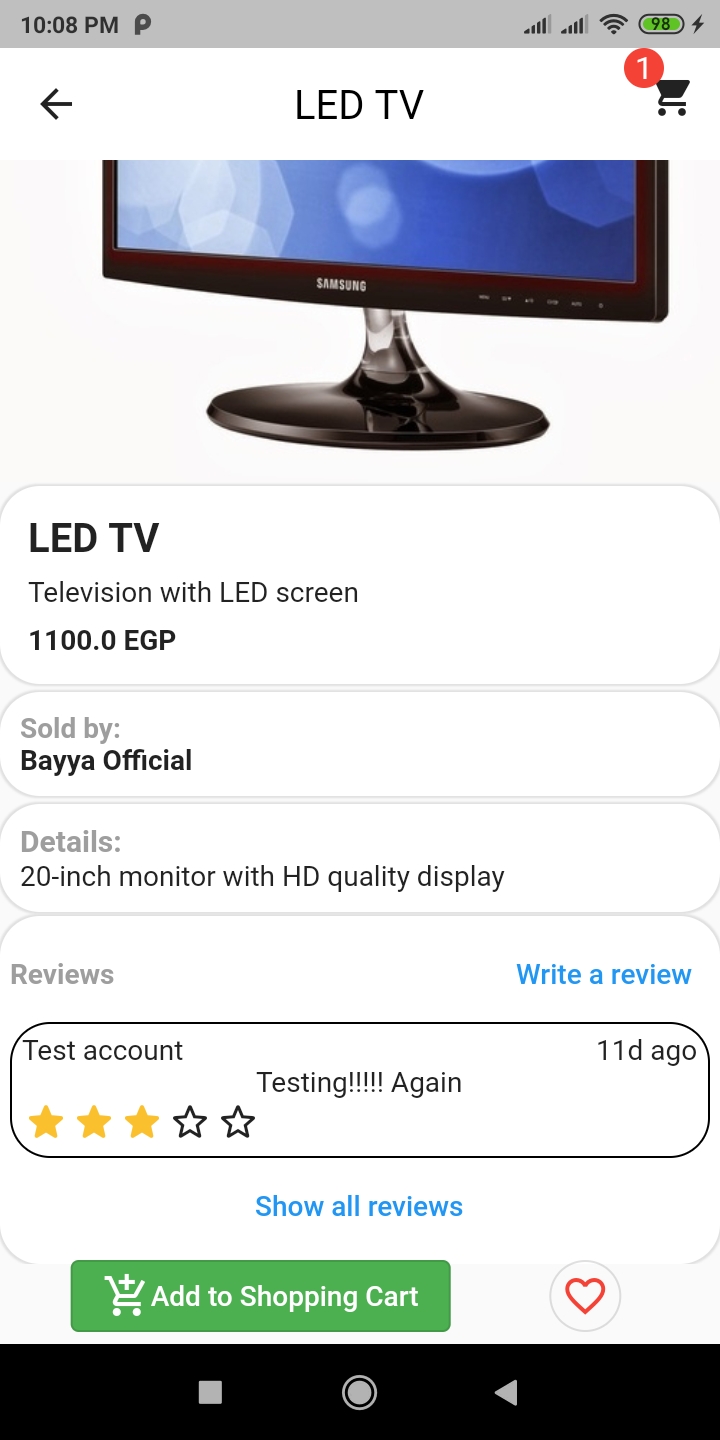 10:08 PM
98
LED TV
1
SAMSUNG
LED TV
Television with LED screen
1100.0 EGP
Sold by:
Bayya Official
Details:
20-inch monitor with HD quality display
Reviews
Write a review
Test account
11d ago
Testing!!!!! Again
Show all reviews
Add to Shopping Cart